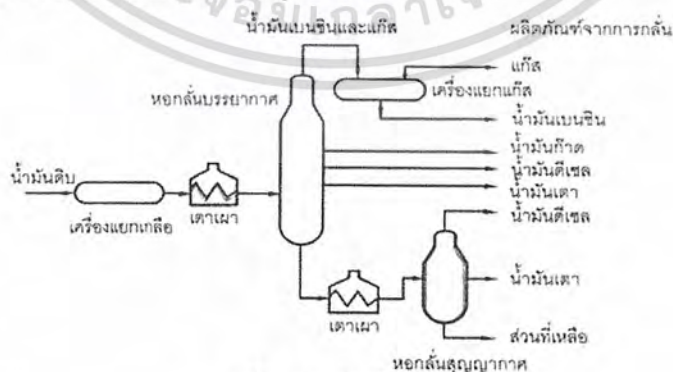 น้ำมันเบนซินและแก๊ส
ผลิตภัณฑ์จากการกลั่น
แก๊ส
หอกลั่นบรรยากาศ
เครื่องแยกแก๊ส
น้ำมันเบนซิน
น้ำมันก๊าด
น้ำมันดีเซล
น้ำมันดิบ
น้ำมันเตา
เครื่องแยกเกลือ
เตาเผา
น้ำมันดีเซล
น้ำมันเตา
เตาเผา
ส่วนที่เหลือ
หอกลั่นสุญญากาศ